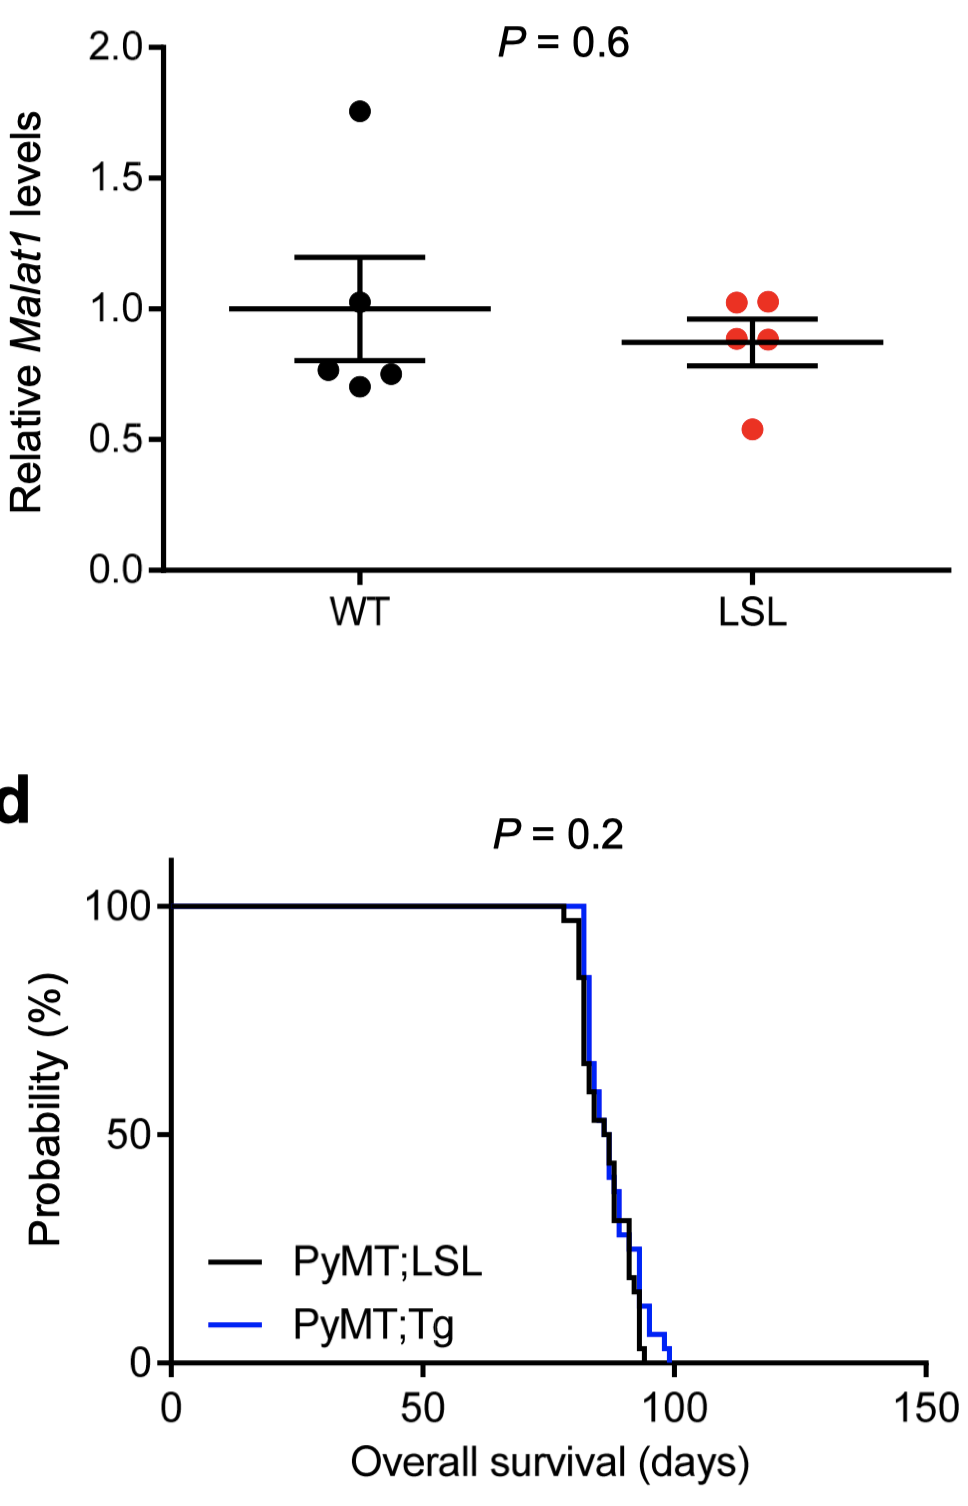 P = 0.6
2.0
1.5
1.0
0.5
0.0
Relative Malat1 levels
WT LSL
d
P = 0.2
100
50
0
Probability (%)
PyMT;LSL
PyMT;Tg
0 50 100 150
Overall survival (days)